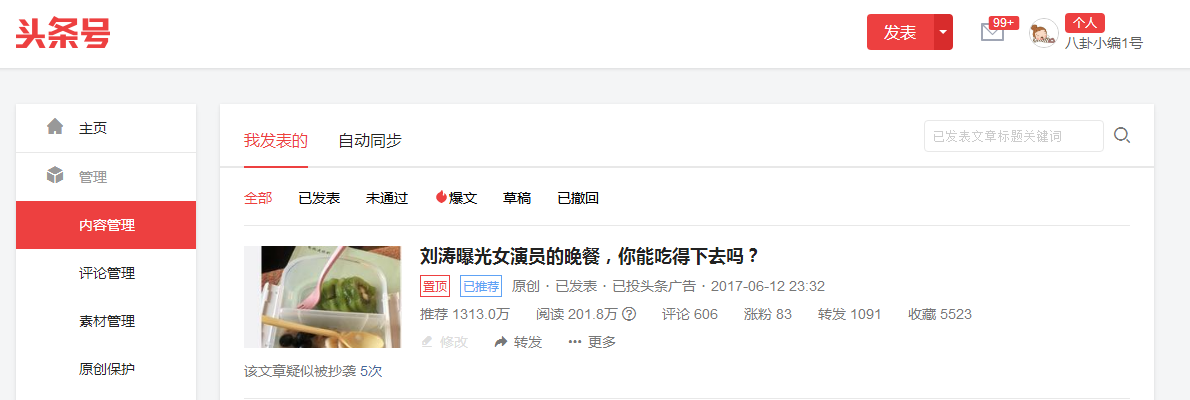 头条号
发表
99+
个人
八卦小编1号
主页
管理
内容管理
评论管理
素材管理
原创保护
我发表的 自动同步
已发表文章标题关键词
全部 已发表 未通过 爆文 草稿 已撤回
刘涛曝光女演员的晚餐，你能吃得下去吗？
置顶 已推荐 原创 · 已发表 · 已投头条广告 · 2017-06-12 23:32
推荐 1313.0万 阅读 201.8万 ? 评论 606 涨粉 83 转发 1091 收藏 5523
修改 转发 ··· 更多
该文章疑似被抄袭 5次